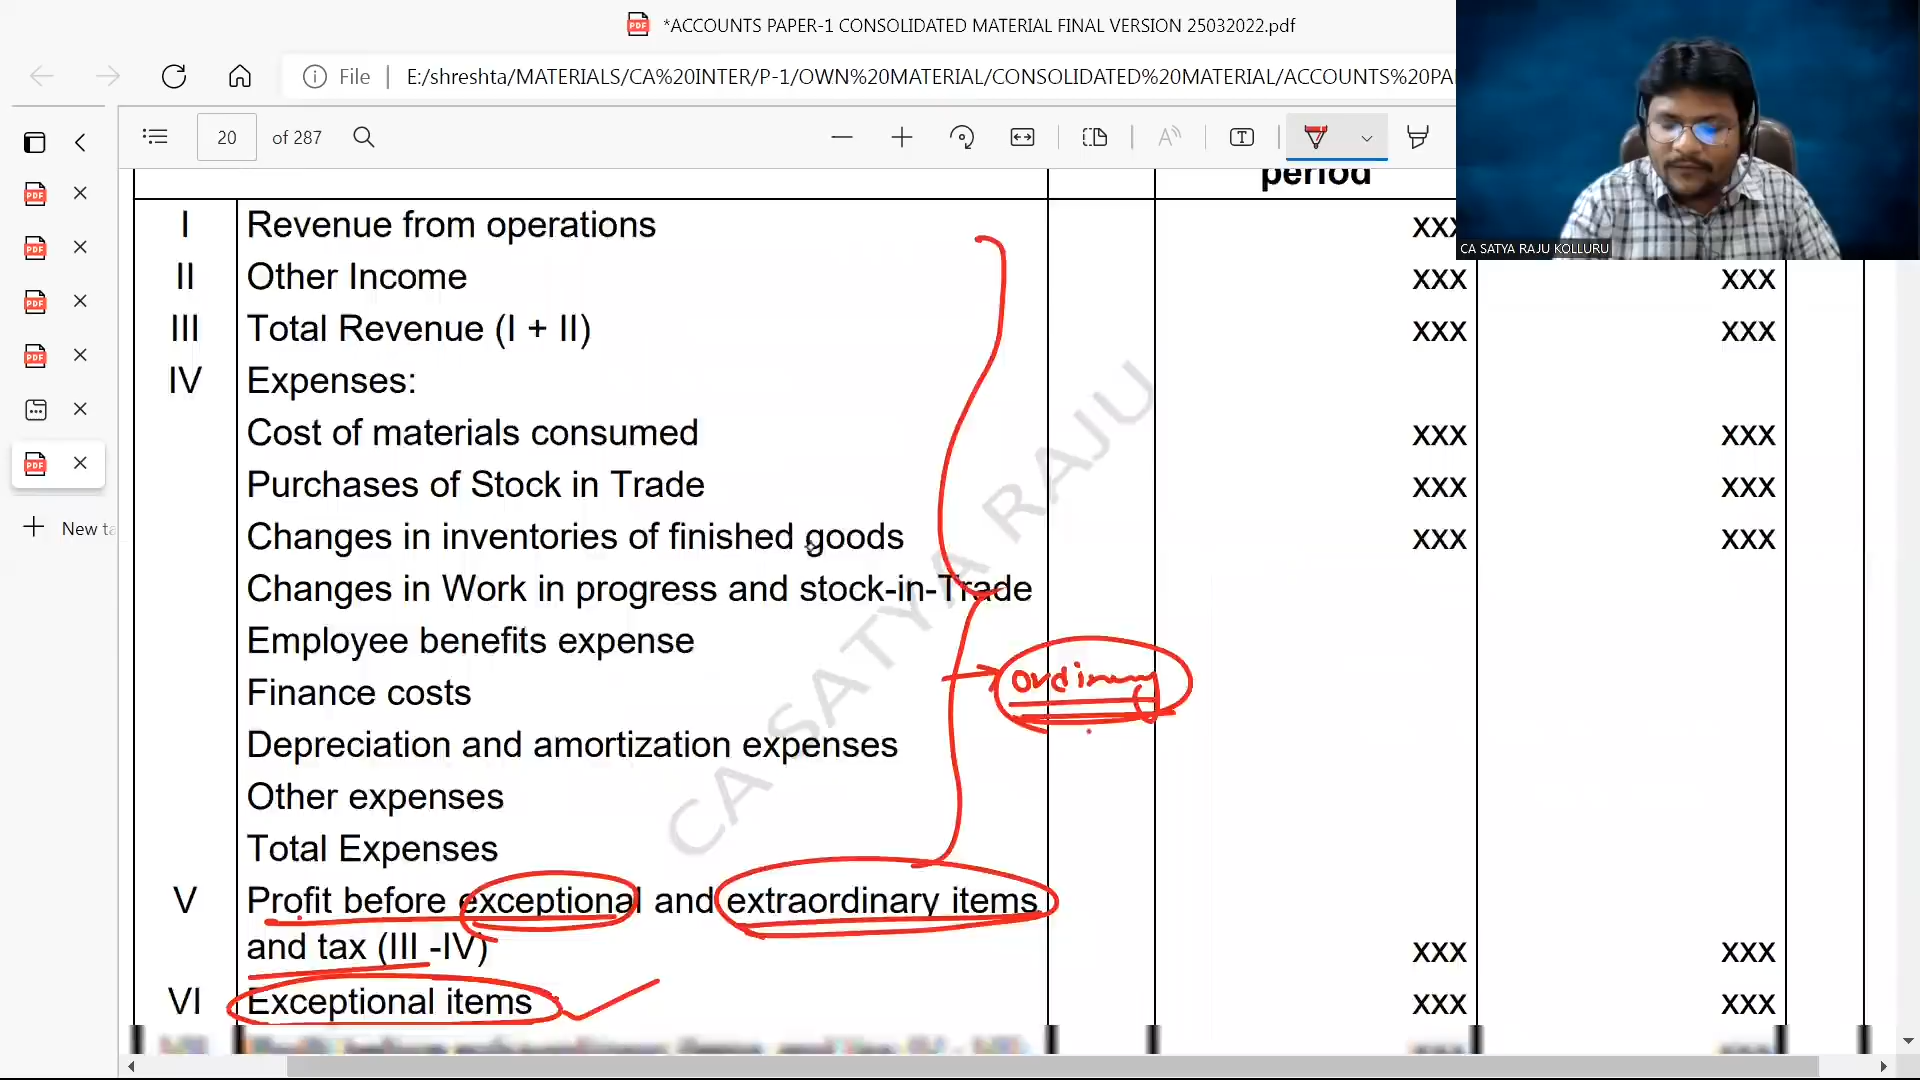 *ACCOUNTS PAPER-1 CONSOLIDATED MATERIAL FINAL VERSION 25032022.pdf
File | E:/shreshta/MATERIALS/CA%20INTER/P-1/OWN%20MATERIAL/CONSOLIDATED%20MATERIAL/ACCOUNTS%20PA
20 of 287
CA SATYA RAJU KOLLURU
New ta
period
I Revenue from operations xxx
II Other Income xxx xxx
III Total Revenue (I + II) xxx xxx
IV Expenses:
Cost of materials consumed xxx xxx
Purchases of Stock in Trade xxx xxx
Changes in inventories of finished goods xxx xxx
Changes in Work in progress and stock-in-Trade
Employee benefits expense
Finance costs
ordinary
Depreciation and amortization expenses
Other expenses
Total Expenses
V Profit before exceptional and extraordinary items
and tax (III -IV) xxx xxx
VI Exceptional items xxx xxx
CA SATYA RAJU